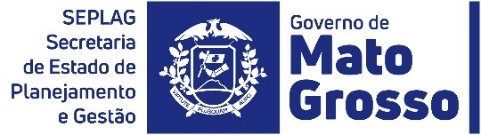 SEPLAG
Secretaria
de Estado de
Planejamento
e Gestão
Governo de
Mato
Grosso